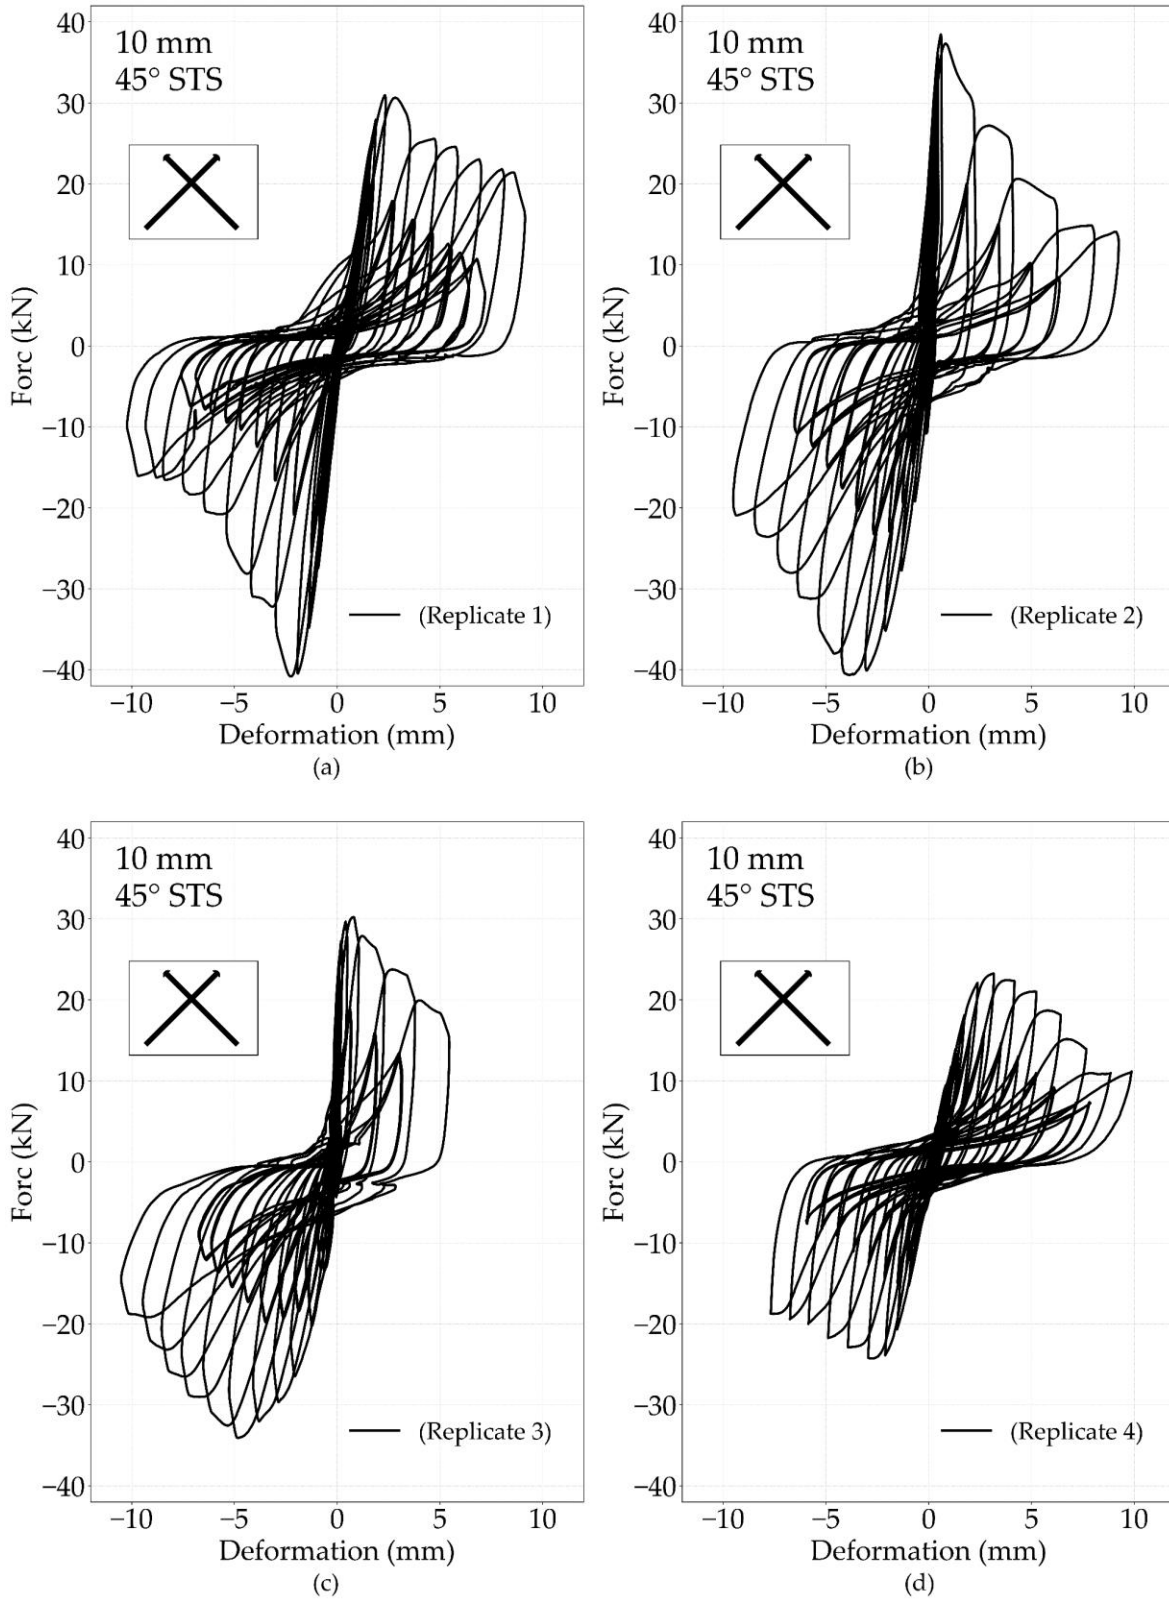 40
10 mm
45° STS
30
20
10
0
−10
−20
−30
−40
Forc (kN)
(Replicate 1)
−10 −5 0 5 10
Deformation (mm)
(a)
40
10 mm
45° STS
30
20
10
0
−10
−20
−30
−40
Forc (kN)
(Replicate 2)
−10 −5 0 5 10
Deformation (mm)
(b)
40
10 mm
45° STS
30
20
10
0
−10
−20
−30
−40
Forc (kN)
(Replicate 3)
−10 −5 0 5 10
Deformation (mm)
(c)
40
10 mm
45° STS
30
20
10
0
−10
−20
−30
−40
Forc (kN)
(Replicate 4)
−10 −5 0 5 10
Deformation (mm)
(d)